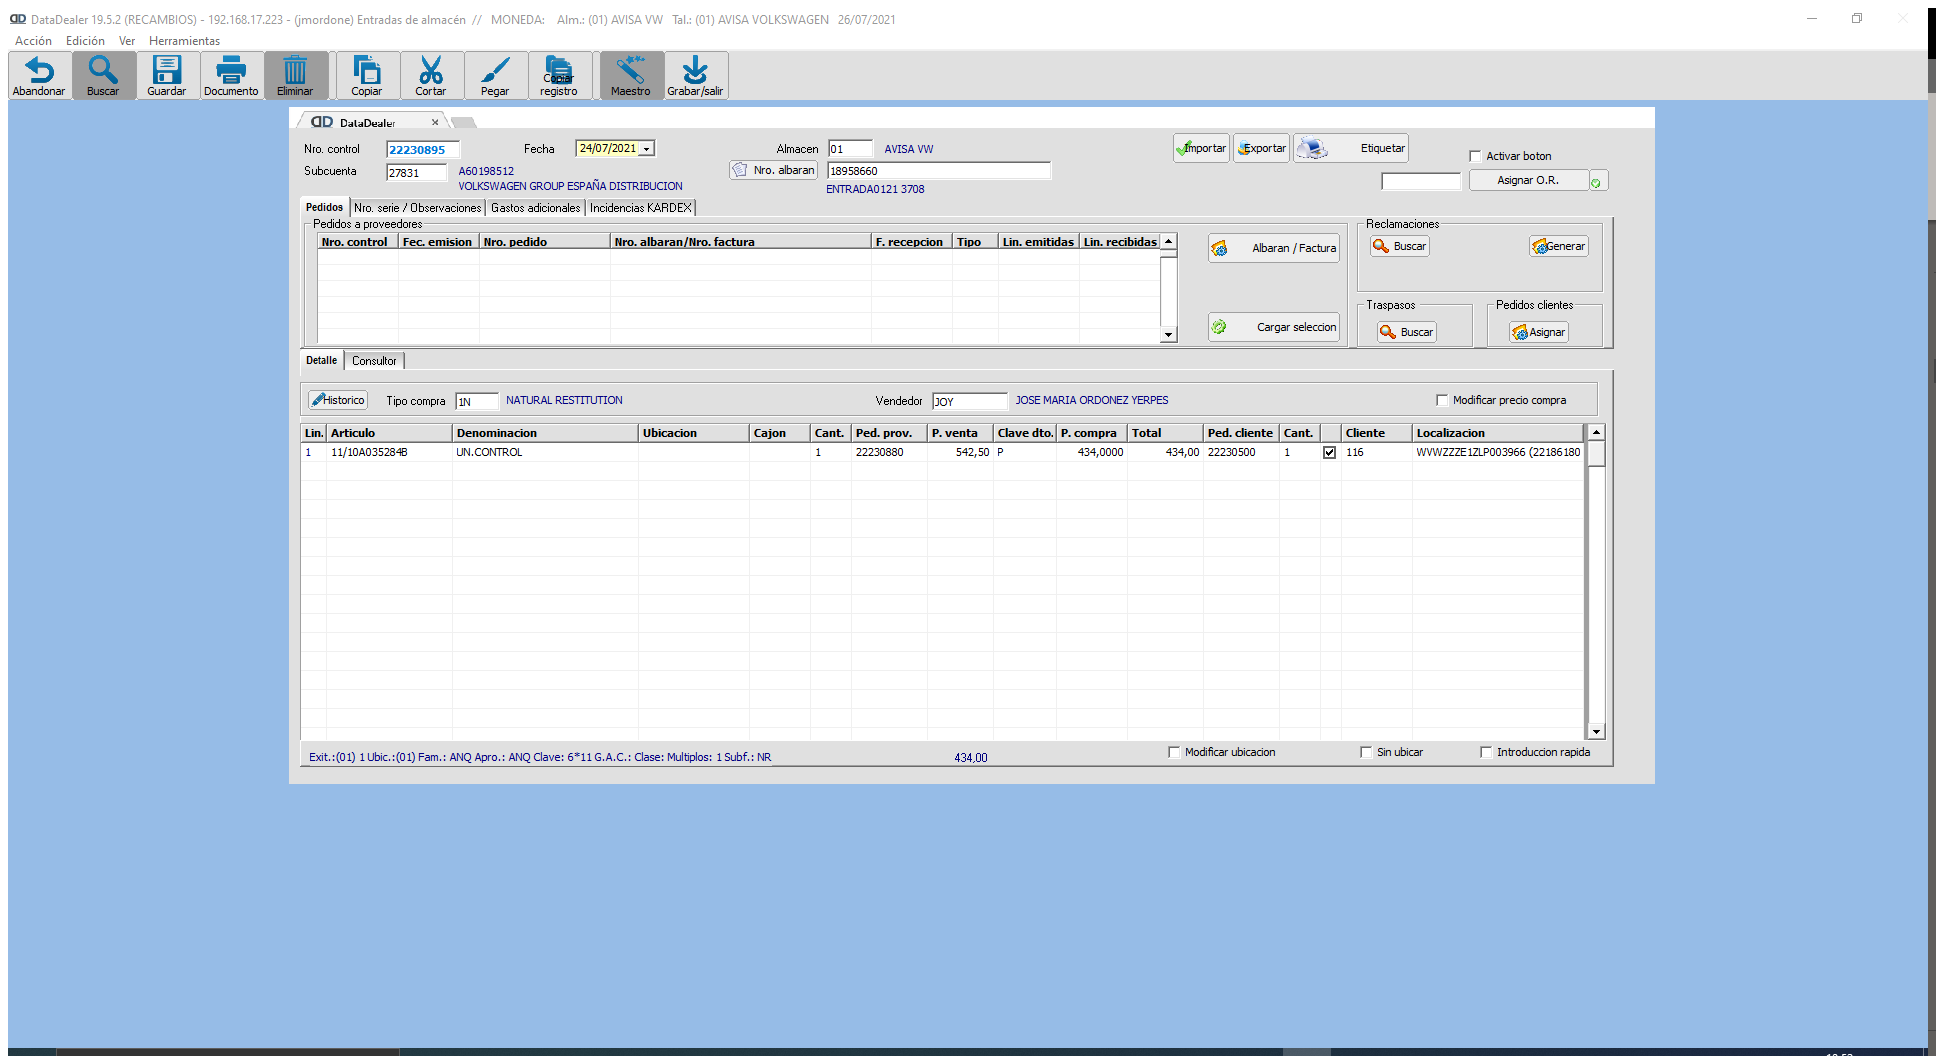 DataDealer 19.5.2 (RECAMBIOS) - 192.168.17.223 - (jmordone) Entradas de almacén // MONEDA: Alm.: (01) AVISA VW Tal.: (01) AVISA VOLKSWAGEN 26/07/2021
Acción Edición Ver Herramientas
Abandonar Buscar Guardar Documento Eliminar Copiar Cortar Pegar Copiar registro Maestro Grabar/salir
DataDealer
Nro. control 22230895 Fecha 24/07/2021 Almacen 01 AVISA VW Importar Exportar Etiquetar Activar boton
Subcuenta 27831 A60198512 Nro. albaran 18958660 Asignar O.R.
VOLKSWAGEN GROUP ESPAÑA DISTRIBUCION ENTRADA0121 3708
Pedidos Nro. serie / Observaciones Gastos adicionales Incidencias KARDEX
Pedidos a proveedores Reclamaciones
Nro. control Fec. emision Nro. pedido Nro. albaran/Nro. factura F. recepcion Tipo Lin. emitidas Lin. recibidas Albaran / Factura Buscar Generar
Traspasos Pedidos clientes
Cargar seleccion Buscar Asignar
Detalle Consultor
Historico Tipo compra 1N NATURAL RESTITUTION Vendedor JOY JOSE MARIA ORDONEZ YERPES Modificar precio compra
Lin. Articulo Denominacion Ubicacion Cajon Cant. Ped. prov. P. venta Clave dto. P. compra Total Ped. cliente Cant. Cliente Localizacion
1 11/10A035284B UN.CONTROL 1 22230880 542,50 P 434,0000 434,00 22230500 1 116 WVWZZZE1ZLP003966 (22186180
Exit.:(01) 1 Ubic.:(01) Fam.: ANQ Apro.: ANQ Clave: 6*11 G.A.C.: Clase: Multiplos: 1 Subf.: NR 434,00 Modificar ubicacion Sin ubicar Introduccion rapida